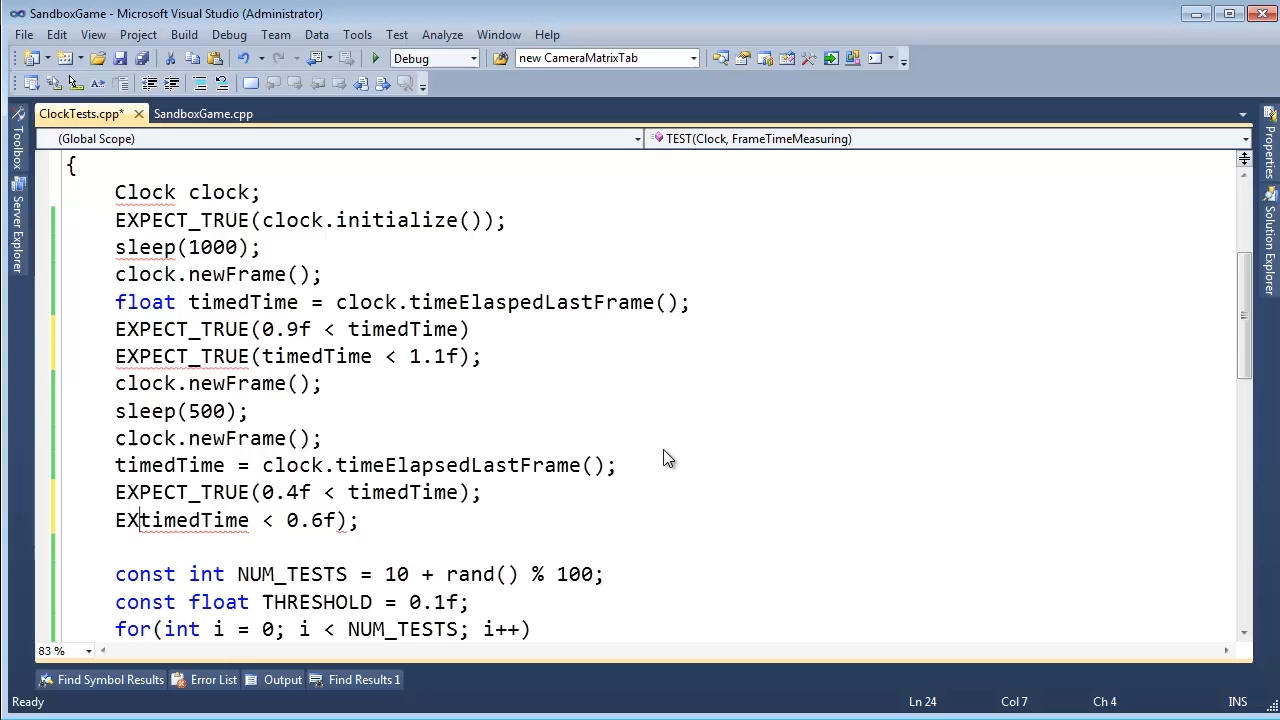 SandboxGame - Microsoft Visual Studio (Administrator)
File Edit View Project Build Debug Team Data Tools Test Analyze Window Help
Debug new CameraMatrixTab
ClockTests.cpp* SandboxGame.cpp
(Global Scope) TEST(Clock, FrameTimeMeasuring)
Toolbox
Server Explorer
Properties
Solution Explorer
{
Clock clock;
EXPECT_TRUE(clock.initialize());
sleep(1000);
clock.newFrame();
float timedTime = clock.timeElaspedLastFrame();
EXPECT_TRUE(0.9f < timedTime)
EXPECT_TRUE(timedTime < 1.1f);
clock.newFrame();
sleep(500);
clock.newFrame();
timedTime = clock.timeElapsedLastFrame();
EXPECT_TRUE(0.4f < timedTime);
EXtimedTime < 0.6f);
const int NUM_TESTS = 10 + rand() % 100;
const float THRESHOLD = 0.1f;
for(int i = 0; i < NUM_TESTS; i++)
83 %
Find Symbol Results Error List Output Find Results 1
Ready Ln 24 Col 7 Ch 4 INS